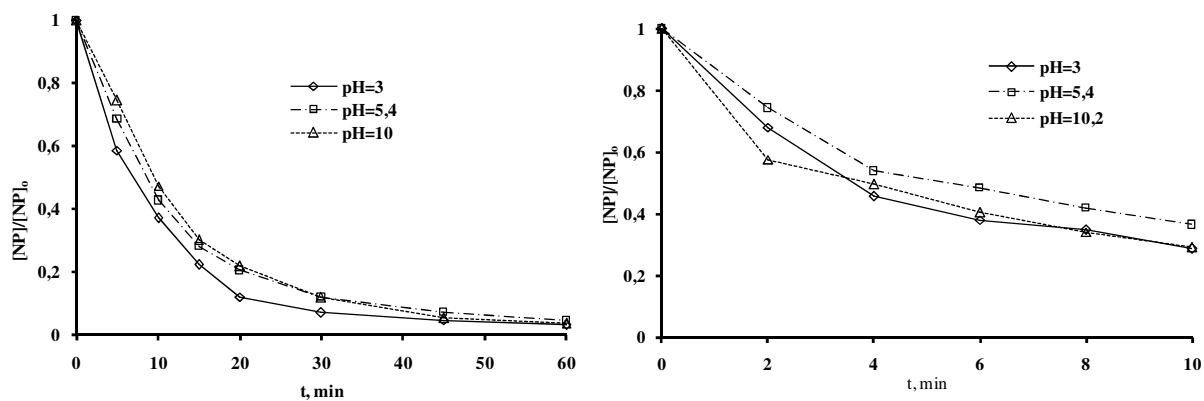 [NP]/[NP]o
1
0,8
0,6
0,4
0,2
0
0 10 20 30 40 50 60
t, min
pH=3
pH=5,4
pH=10
[NP]/[NP]o
1
0,8
0,6
0,4
0,2
0
0 2 4 6 8 10
t, min
pH=3
pH=5,4
pH=10,2